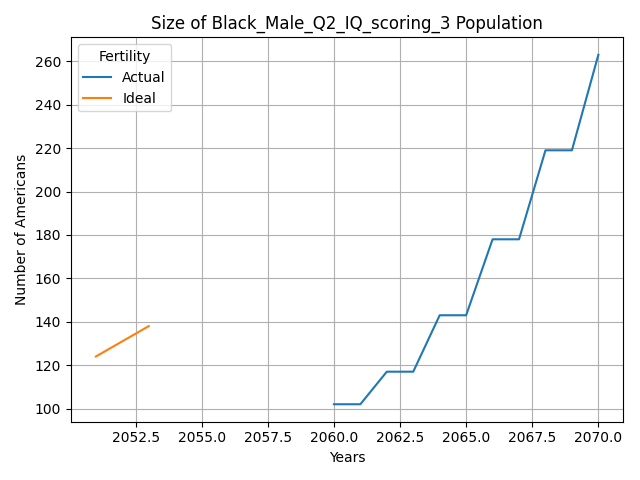 Size of Black_Male_Q2_IQ_scoring_3 Population
Fertility
Actual
Ideal
Number of Americans
260
240
220
200
180
160
140
120
100
2052.5 2055.0 2057.5 2060.0 2062.5 2065.0 2067.5 2070.0
Years